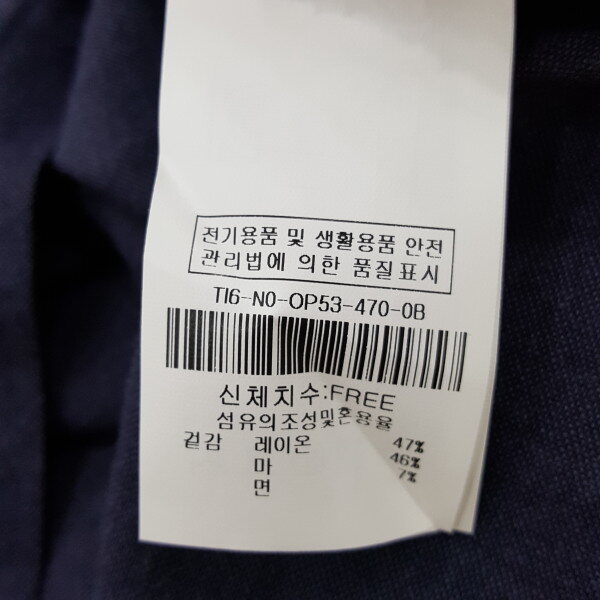 전기용품 및 생활용품 안전
관리법에 의한 품질표시
TI6-N0-OP53-470-0B
신체치수:FREE
섬유의조성및혼용율
겉감 레이온 47%
마 46%
면 7%